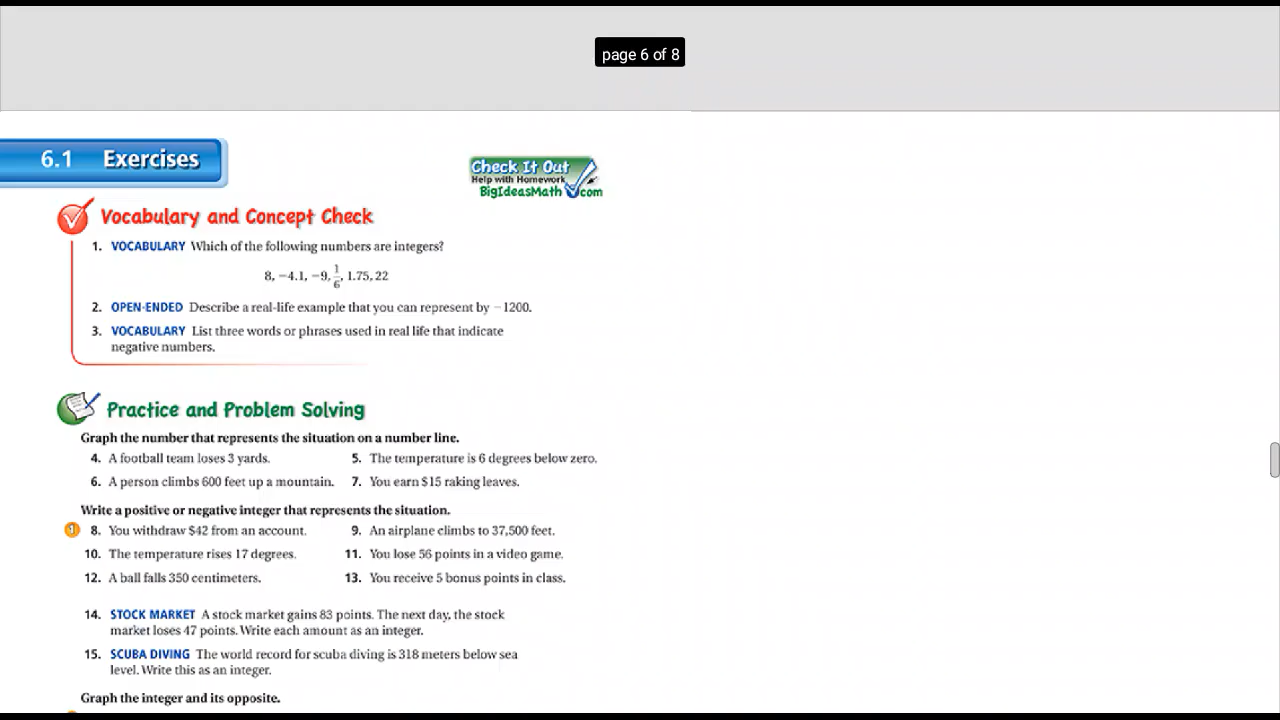 page 6 of 8
6.1 Exercises
Check It Out
Help with Homework
BigIdeasMath.com
Vocabulary and Concept Check
1. VOCABULARY Which of the following numbers are integers?
8, −4.1, −9, 1/6, 1.75, 22
2. OPEN-ENDED Describe a real-life example that you can represent by −1200.
3. VOCABULARY List three words or phrases used in real life that indicate
negative numbers.
Practice and Problem Solving
Graph the number that represents the situation on a number line.
4. A football team loses 3 yards. 5. The temperature is 6 degrees below zero.
6. A person climbs 600 feet up a mountain. 7. You earn $15 raking leaves.
Write a positive or negative integer that represents the situation.
1 8. You withdraw $42 from an account. 9. An airplane climbs to 37,500 feet.
10. The temperature rises 17 degrees. 11. You lose 56 points in a video game.
12. A ball falls 350 centimeters. 13. You receive 5 bonus points in class.
14. STOCK MARKET A stock market gains 83 points. The next day, the stock
market loses 47 points. Write each amount as an integer.
15. SCUBA DIVING The world record for scuba diving is 318 meters below sea
level. Write this as an integer.
Graph the integer and its opposite.